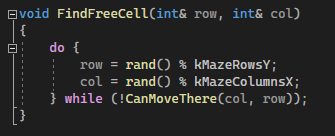 void FindFreeCell(int& row, int& col)
{
    do {
        row = rand() % kMazeRowsY;
        col = rand() % kMazeColumnsX;
    } while (!CanMoveThere(col, row));
}